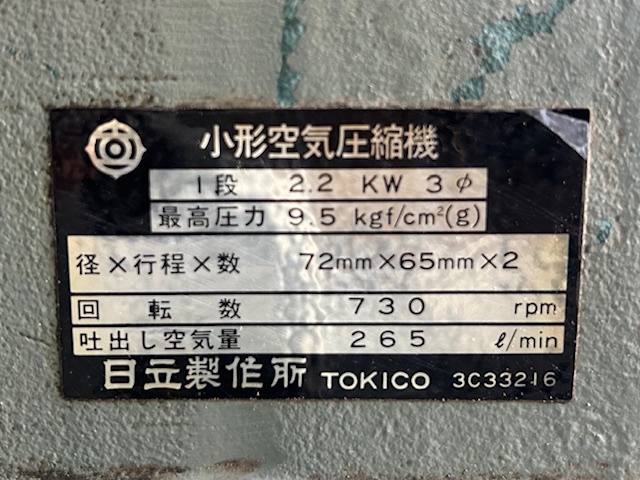 小形空気圧縮機
1段 2.2 KW 3φ
最高圧力 9.5 kgf/cm²(g)
径×行程×数 72mm×65mm×2
回転数 730 rpm
吐出し空気量 265 ℓ/min
日立製作所 TOKICO 3C33216